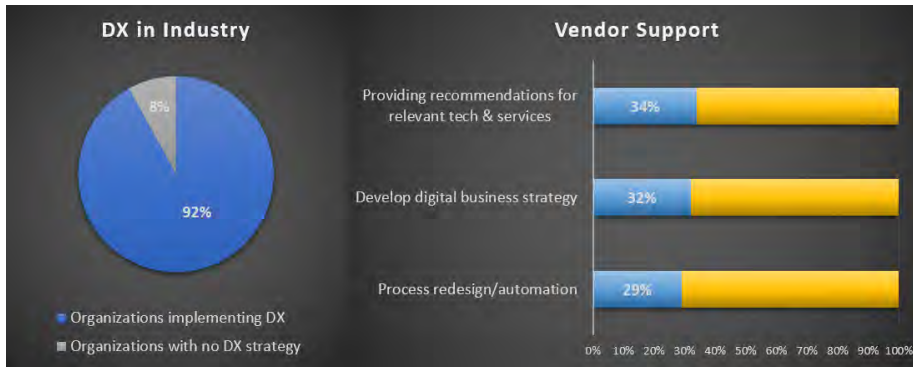 DX in Industry
8%
92%
Organizations implementing DX
Organizations with no DX strategy
Vendor Support
Providing recommendations for
relevant tech & services
34%
Develop digital business strategy
32%
Process redesign/automation
29%
0% 10% 20% 30% 40% 50% 60% 70% 80% 90% 100%